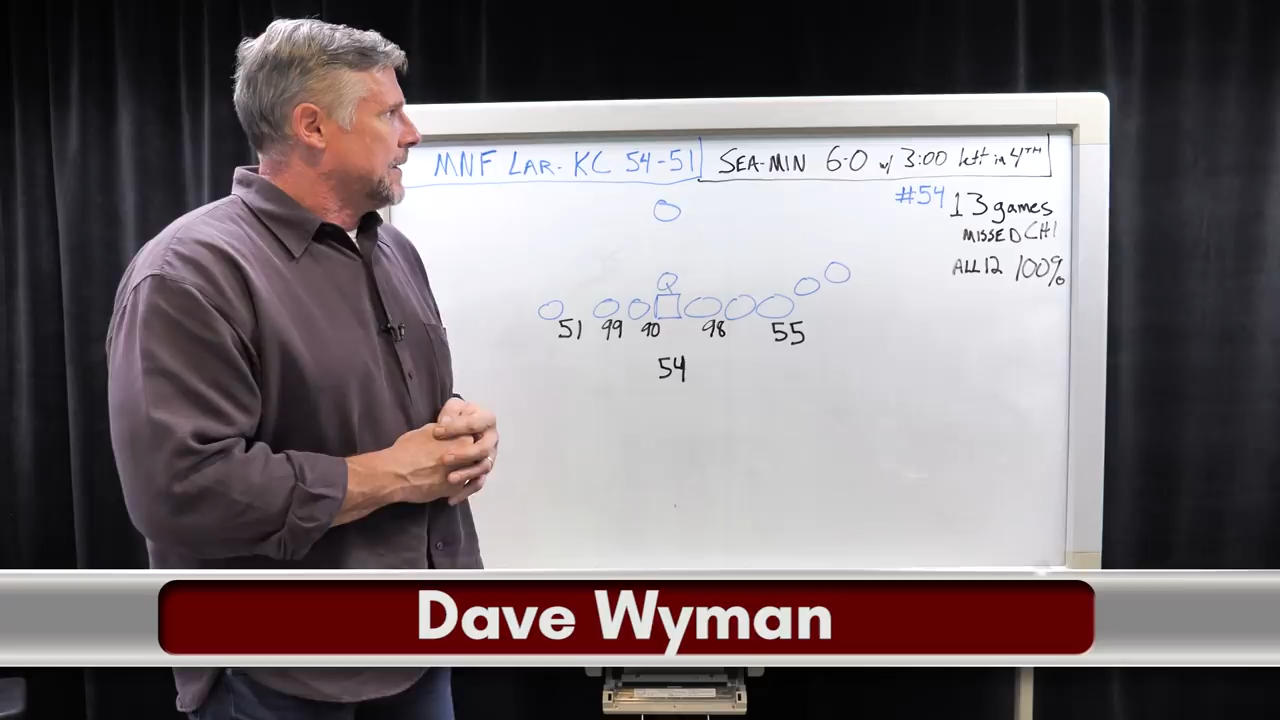 MNF LAR-KC 54-51
SEA-MIN 6-0 w/ 3:00 left in 4TH
#54 13 games
MISSED CHI
ALL 12 100%
Q
51 99 90 98 55
54
Dave Wyman